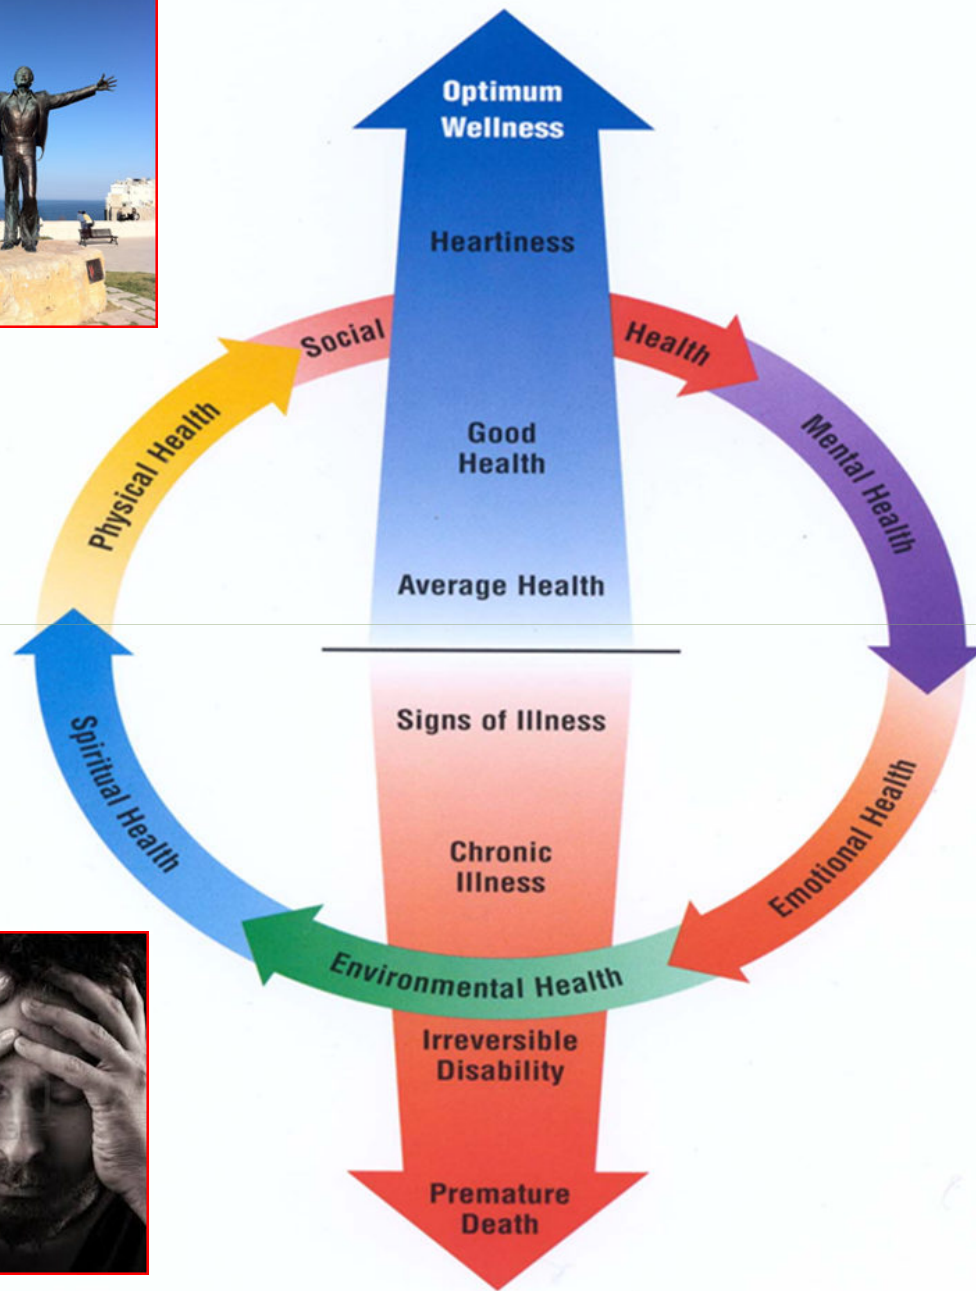 Optimum
Wellness
Heartiness
Social
Health
Physical Health
Mental Health
Good
Health
Average Health
Signs of Illness
Spiritual Health
Emotional Health
Chronic
Illness
Environmental Health
Irreversible
Disability
Premature
Death